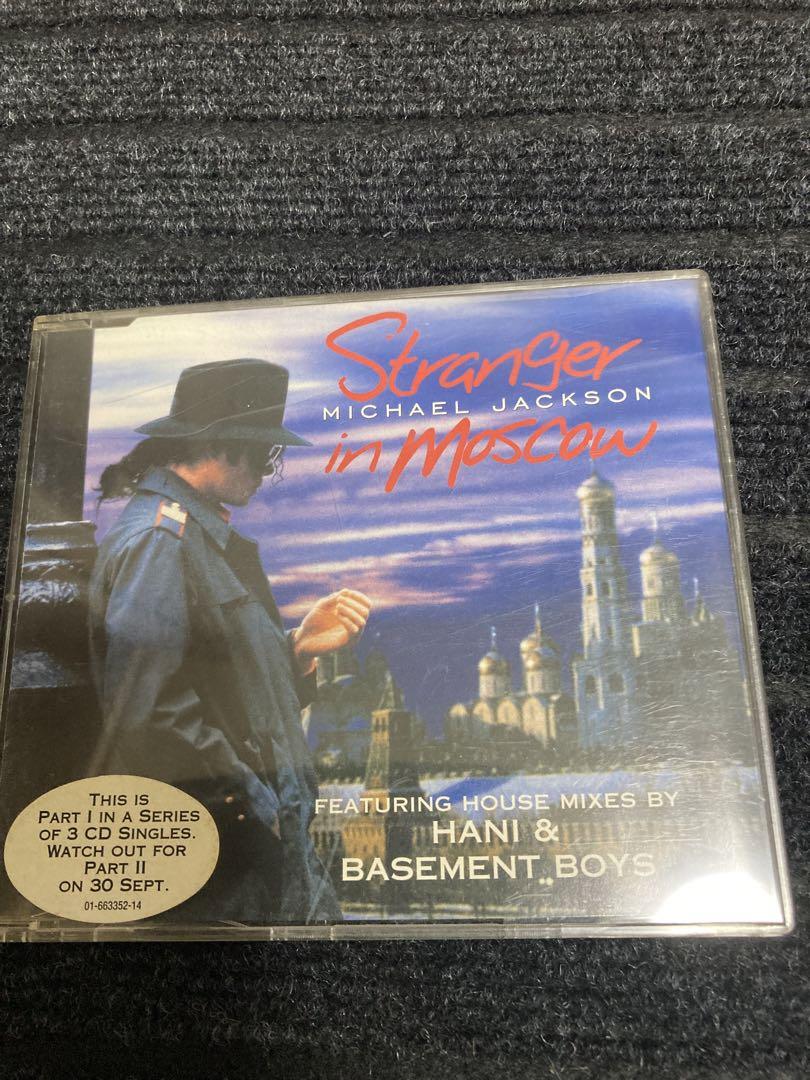 Stranger
MICHAEL JACKSON
in Moscow
FEATURING HOUSE MIXES BY
HANI &
BASEMENT BOYS
THIS IS
PART I IN A SERIES
OF 3 CD SINGLES.
WATCH OUT FOR
PART II
ON 30 SEPT.
01-663352-14